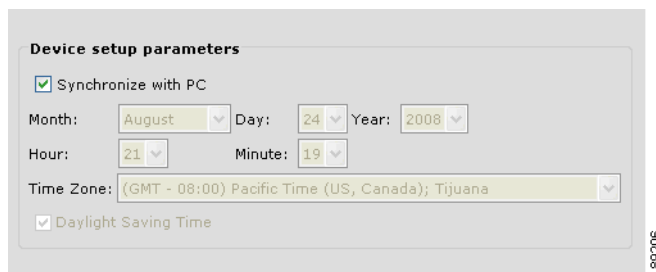 Device setup parameters
Synchronize with PC
Month: August Day: 24 Year: 2008
Hour: 21 Minute: 19
Time Zone: (GMT - 08:00) Pacific Time (US, Canada); Tijuana
Daylight Saving Time